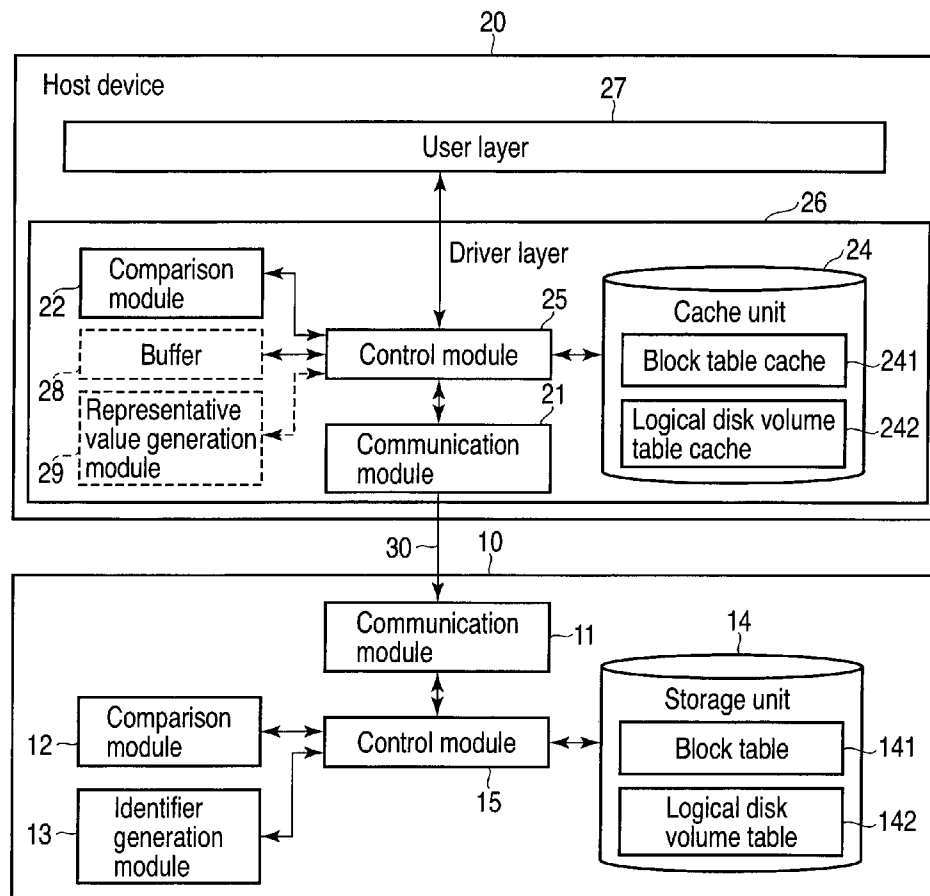 20
Host device
27
User layer
26
Driver layer
24
Comparison
module
22
25
Cache unit
Buffer
28
Control module
Block table cache
241
21
Representative
value generation
module
29
Communication
module
Logical disk volume
table cache
242
30
10
Communication
module
11
14
Storage unit
Comparison
module
12
Control module
15
Block table
141
Identifier
generation
module
13
Logical disk
volume table
142